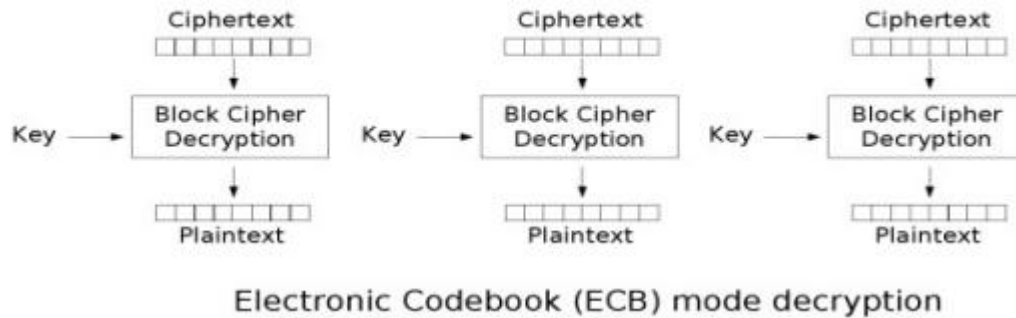 Ciphertext Ciphertext Ciphertext
Key Block Cipher Decryption Key Block Cipher Decryption Key Block Cipher Decryption
Plaintext Plaintext Plaintext
Electronic Codebook (ECB) mode decryption